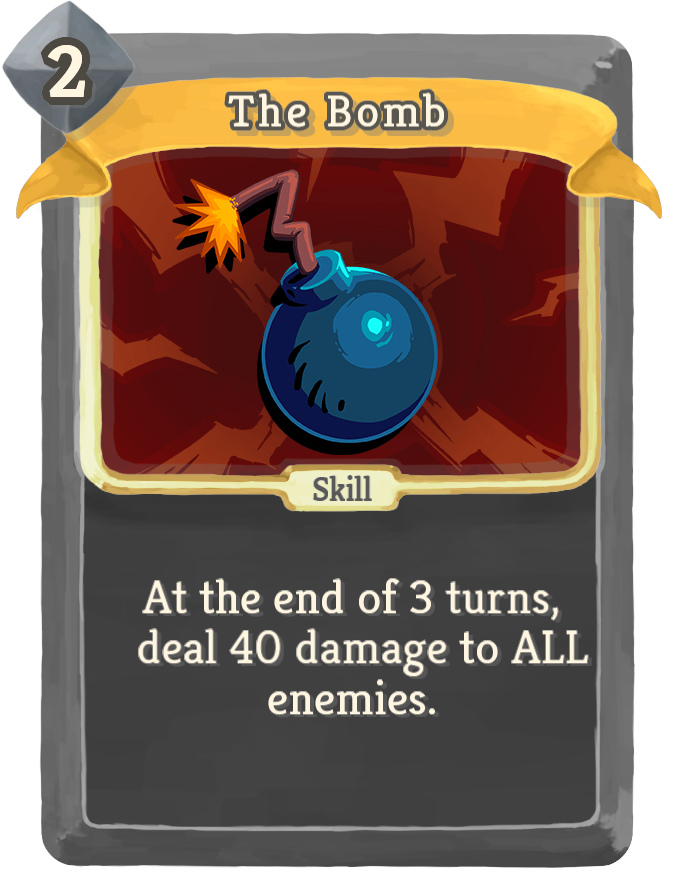 2
The Bomb
Skill
At the end of 3 turns,
deal 40 damage to ALL
enemies.